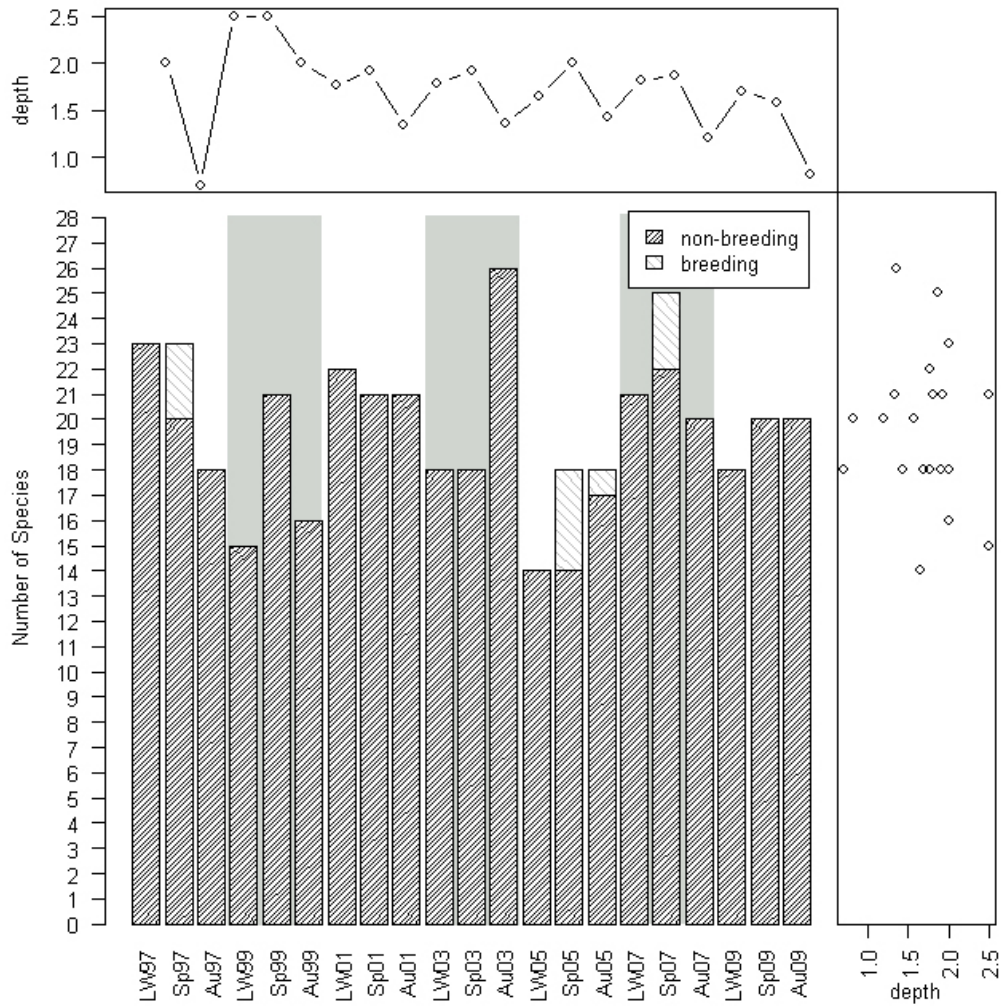 depth
2.5
2.0
1.5
1.0
Number of Species
28
27
26
25
24
23
22
21
20
19
18
17
16
15
14
13
12
11
10
9
8
7
6
5
4
3
2
1
0
non-breeding
breeding
LW97
Sp97
Au97
LW99
Sp99
Au99
LW01
Sp01
Au01
LW03
Sp03
Au03
LW05
Sp05
Au05
LW07
Sp07
Au07
LW09
Sp09
Au09
1.0
1.5
2.0
2.5
depth